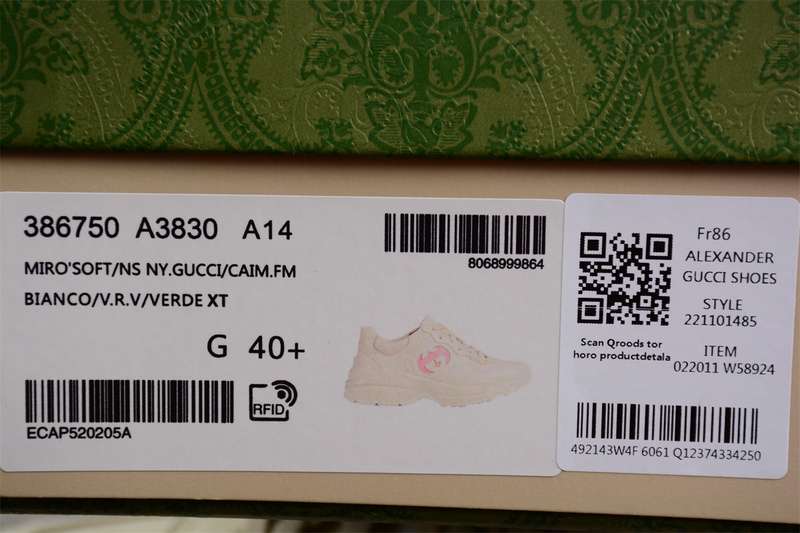 386750 A3830 A14
MIRO'SOFT/NS NY.GUCCI/CAIM.FM
BIANCO/V.R.V/VERDE XT
8068999864
G 40+
ECAP520205A
RFID
Fr86
ALEXANDER
GUCCI SHOES
STYLE
221101485
Scan Qroods tor
horo productdetala
ITEM
022011 W58924
492143W4F 6061 Q12374334250